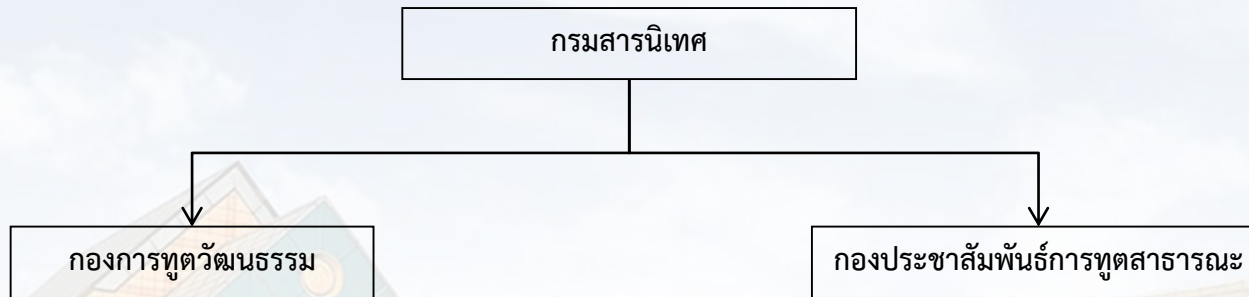 กรมสารนิเทศ
กองการทูตวัฒนธรรม
กองประชาสัมพันธ์การทูตสาธารณะ